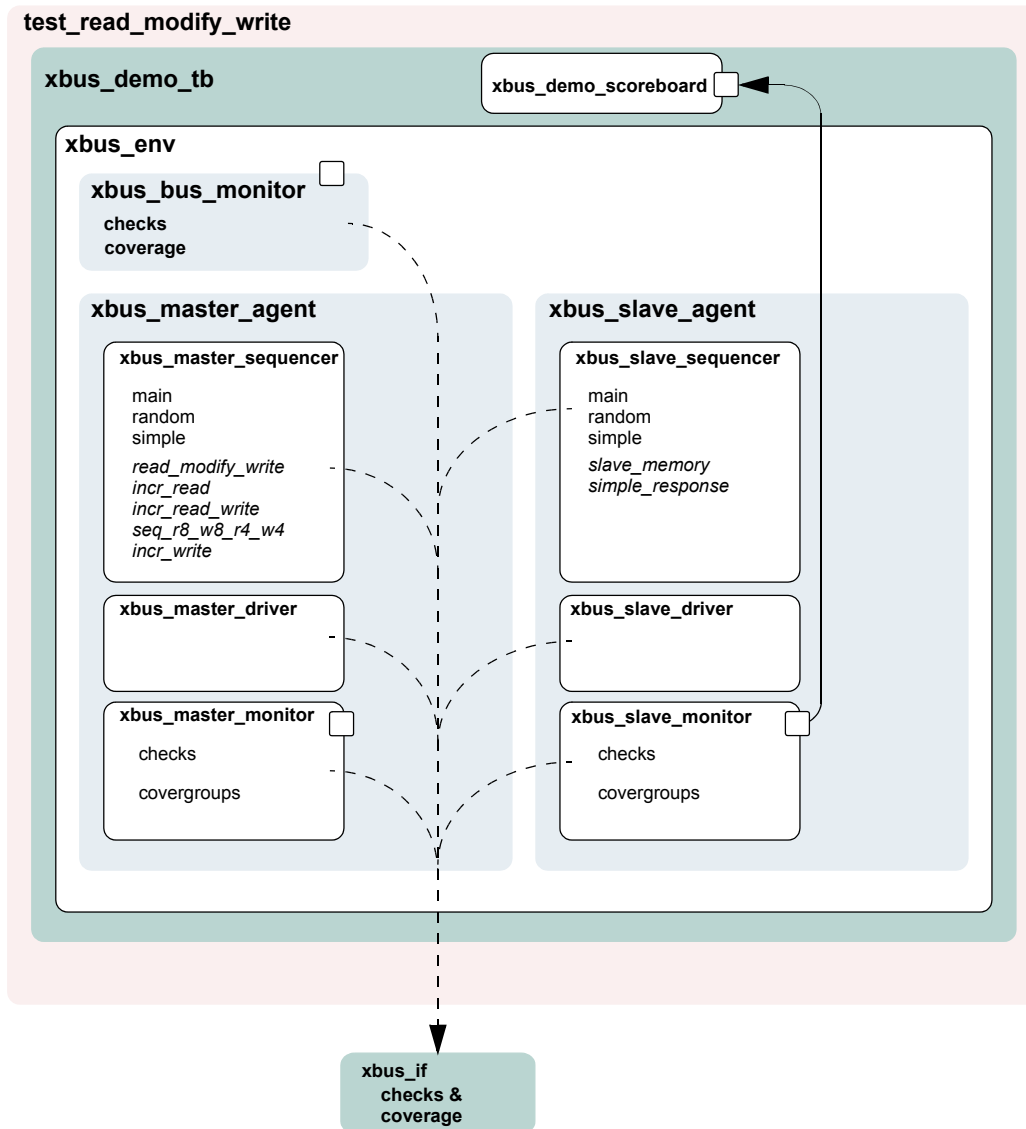 test_read_modify_write
xbus_demo_tb
xbus_demo_scoreboard
xbus_env
xbus_bus_monitor
checks
coverage
xbus_master_agent
xbus_master_sequencer
main
random
simple
read_modify_write
incr_read
incr_read_write
seq_r8_w8_r4_w4
incr_write
xbus_master_driver
xbus_master_monitor
checks
covergroups
xbus_slave_agent
xbus_slave_sequencer
main
random
simple
slave_memory
simple_response
xbus_slave_driver
xbus_slave_monitor
checks
covergroups
xbus_if
checks &
coverage